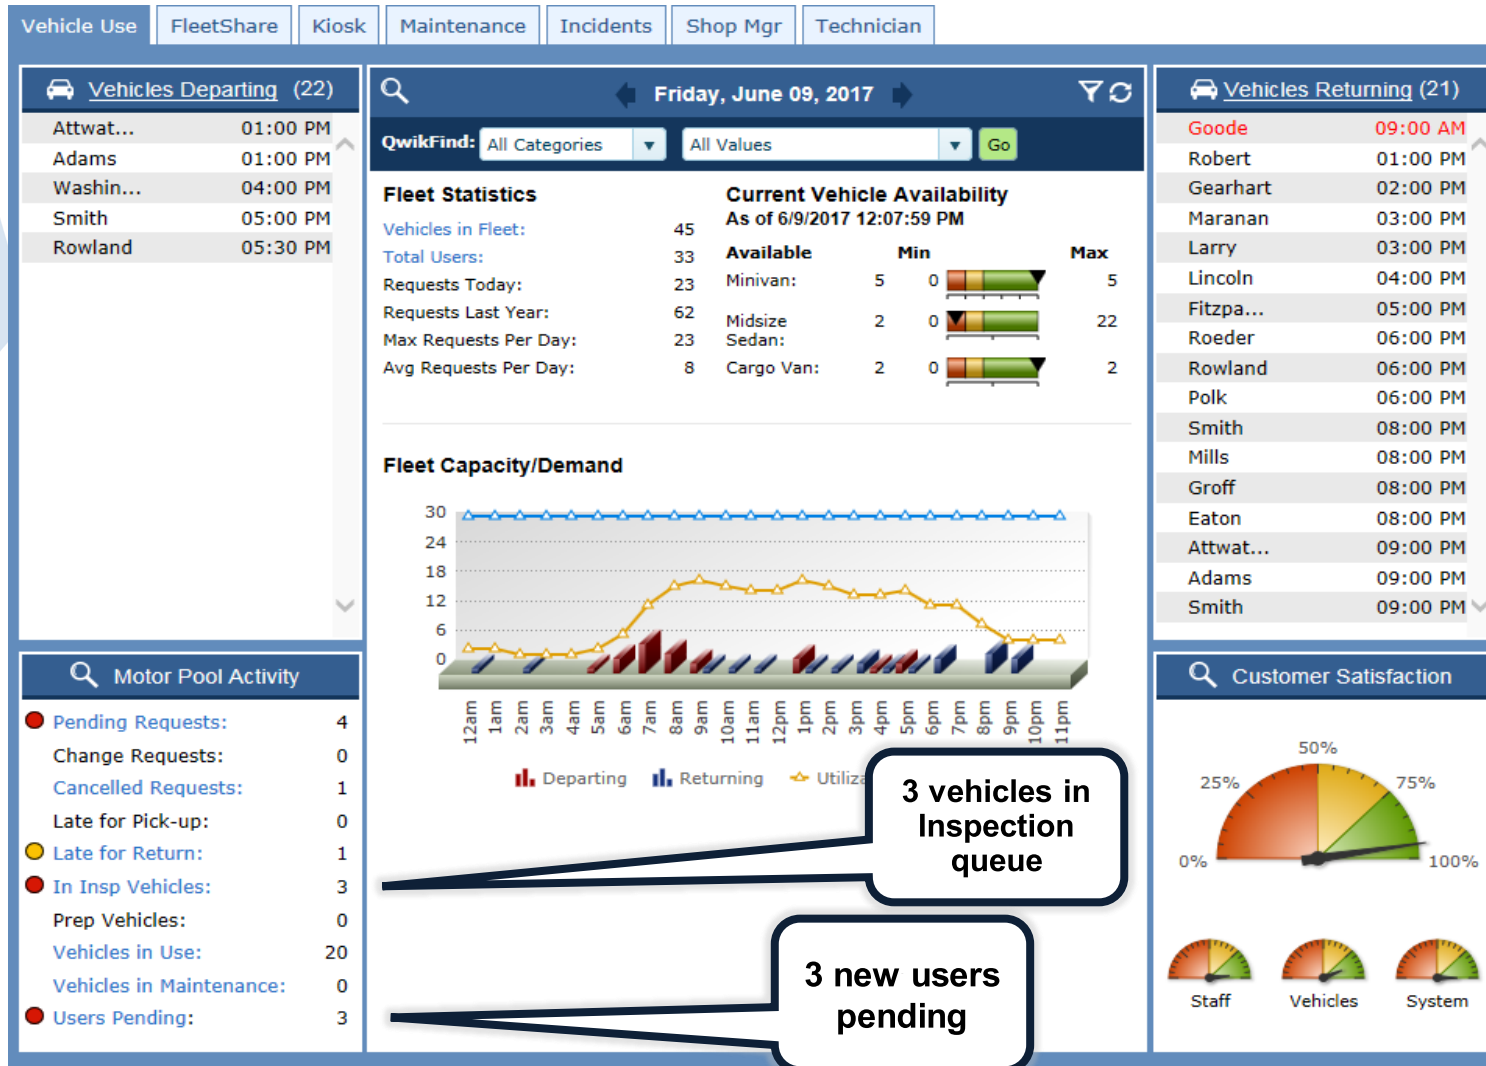 Vehicle Use
FleetShare
Kiosk
Maintenance
Incidents
Shop Mgr
Technician
Vehicles Departing (22)
Attwat... 01:00 PM
Adams 01:00 PM
Washin... 04:00 PM
Smith 05:00 PM
Rowland 05:30 PM
Friday, June 09, 2017
QwikFind: All Categories All Values Go
Fleet Statistics
Vehicles in Fleet: 45
Total Users: 33
Requests Today: 23
Requests Last Year: 62
Max Requests Per Day: 23
Avg Requests Per Day: 8
Current Vehicle Availability
As of 6/9/2017 12:07:59 PM
Available Min Max
Minivan: 5 0 5
Midsize Sedan: 2 0 22
Cargo Van: 2 0 2
Fleet Capacity/Demand
30
24
18
12
6
0
12am 1am 2am 3am 4am 5am 6am 7am 8am 9am 10am 11am 12pm 1pm 2pm 3pm 4pm 5pm 6pm 7pm 8pm 9pm 10pm 11pm
Departing Returning Utiliz
3 vehicles in
Inspection
queue
3 new users
pending
Vehicles Returning (21)
Goode 09:00 AM
Robert 01:00 PM
Gearhart 02:00 PM
Maranan 03:00 PM
Larry 03:00 PM
Lincoln 04:00 PM
Fitzpa... 05:00 PM
Roeder 06:00 PM
Rowland 06:00 PM
Polk 06:00 PM
Smith 08:00 PM
Mills 08:00 PM
Groff 08:00 PM
Eaton 08:00 PM
Attwat... 09:00 PM
Adams 09:00 PM
Smith 09:00 PM
Motor Pool Activity
Pending Requests: 4
Change Requests: 0
Cancelled Requests: 1
Late for Pick-up: 0
Late for Return: 1
In Insp Vehicles: 3
Prep Vehicles: 0
Vehicles in Use: 20
Vehicles in Maintenance: 0
Users Pending: 3
Customer Satisfaction
0%
25%
50%
75%
100%
Staff
Vehicles
System